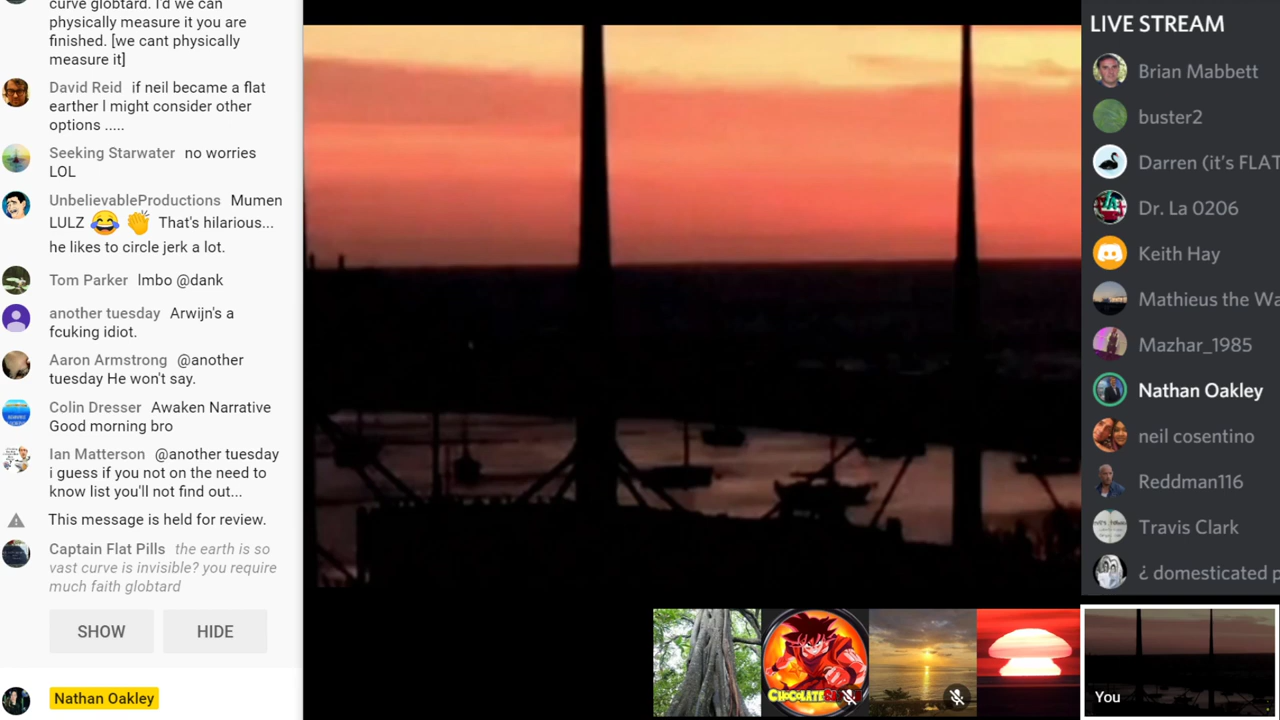 curve globtard. I'd we can
physically measure it you are
finished. [we cant physically
measure it]
David Reid if neil became a flat
earther I might consider other
options .....
Seeking Starwater no worries
LOL
UnbelievableProductions Mumen
LULZ 😂 👏 That's hilarious...
he likes to circle jerk a lot.
Tom Parker lmbo @dank
another tuesday Arwijn's a
fcuking idiot.
Aaron Armstrong @another
tuesday He won't say.
Colin Dresser Awaken Narrative
Good morning bro
Ian Matterson @another tuesday
i guess if you not on the need to
know list you'll not find out...
This message is held for review.
Captain Flat Pills the earth is so
vast curve is invisible? you require
much faith globtard
SHOW HIDE
Nathan Oakley
LIVE STREAM
Brian Mabbett
buster2
Darren (it's FLAT
Dr. La 0206
Keith Hay
Mathieus the Wa
Mazhar_1985
Nathan Oakley
neil cosentino
Reddman116
Travis Clark
¿ domesticated p
You